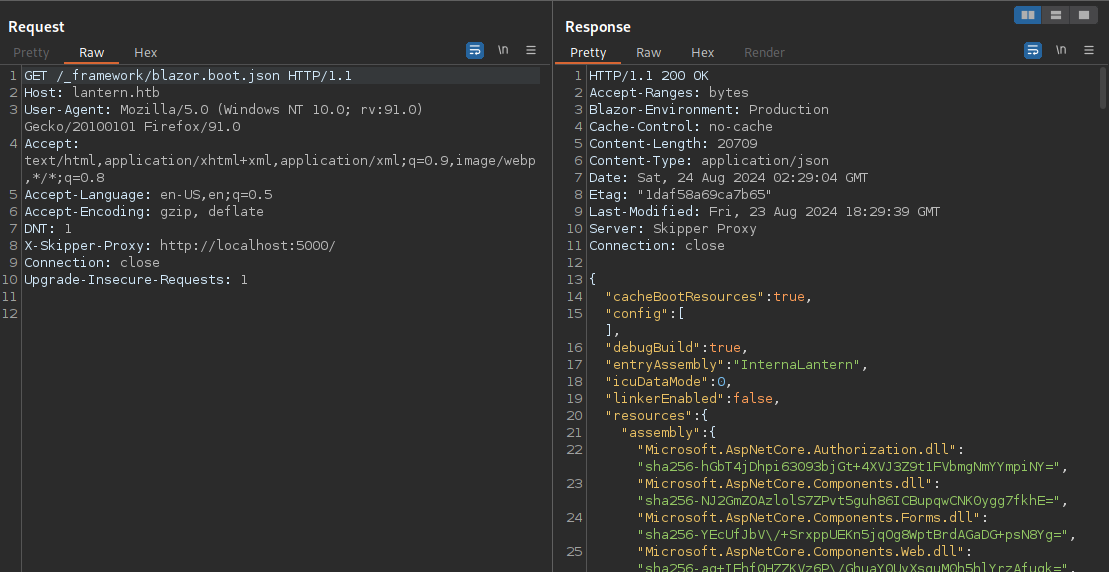 Request
Pretty Raw Hex \n
1 GET /_framework/blazor.boot.json HTTP/1.1
2 Host: lantern.htb
3 User-Agent: Mozilla/5.0 (Windows NT 10.0; rv:91.0)
Gecko/20100101 Firefox/91.0
4 Accept:
text/html,application/xhtml+xml,application/xml;q=0.9,image/webp
,*/*;q=0.8
5 Accept-Language: en-US,en;q=0.5
6 Accept-Encoding: gzip, deflate
7 DNT: 1
8 X-Skipper-Proxy: http://localhost:5000/
9 Connection: close
10 Upgrade-Insecure-Requests: 1
11
12
Response
Pretty Raw Hex Render \n
1 HTTP/1.1 200 OK
2 Accept-Ranges: bytes
3 Blazor-Environment: Production
4 Cache-Control: no-cache
5 Content-Length: 20709
6 Content-Type: application/json
7 Date: Sat, 24 Aug 2024 02:29:04 GMT
8 Etag: "1daf58a69ca7b65"
9 Last-Modified: Fri, 23 Aug 2024 18:29:39 GMT
10 Server: Skipper Proxy
11 Connection: close
12
13 {
14 "cacheBootResources":true,
15 "config":[
],
16 "debugBuild":true,
17 "entryAssembly":"InternaLantern",
18 "icuDataMode":0,
19 "linkerEnabled":false,
20 "resources":{
21 "assembly":{
22 "Microsoft.AspNetCore.Authorization.dll":
"sha256-hGbT4jDhpi63093bjGt+4XVJ3Z9t1FVbmgNmYYmpiNY=",
23 "Microsoft.AspNetCore.Components.dll":
"sha256-NJ2GmZOAzlolS7ZPvt5guh86ICBupqwCNK0ygg7fkhE=",
24 "Microsoft.AspNetCore.Components.Forms.dll":
"sha256-YEcUfJbV\/+SrxppUEKn5jqOg8WptBrdAGaDG+psN8Yg=",
25 "Microsoft.AspNetCore.Components.Web.dll":